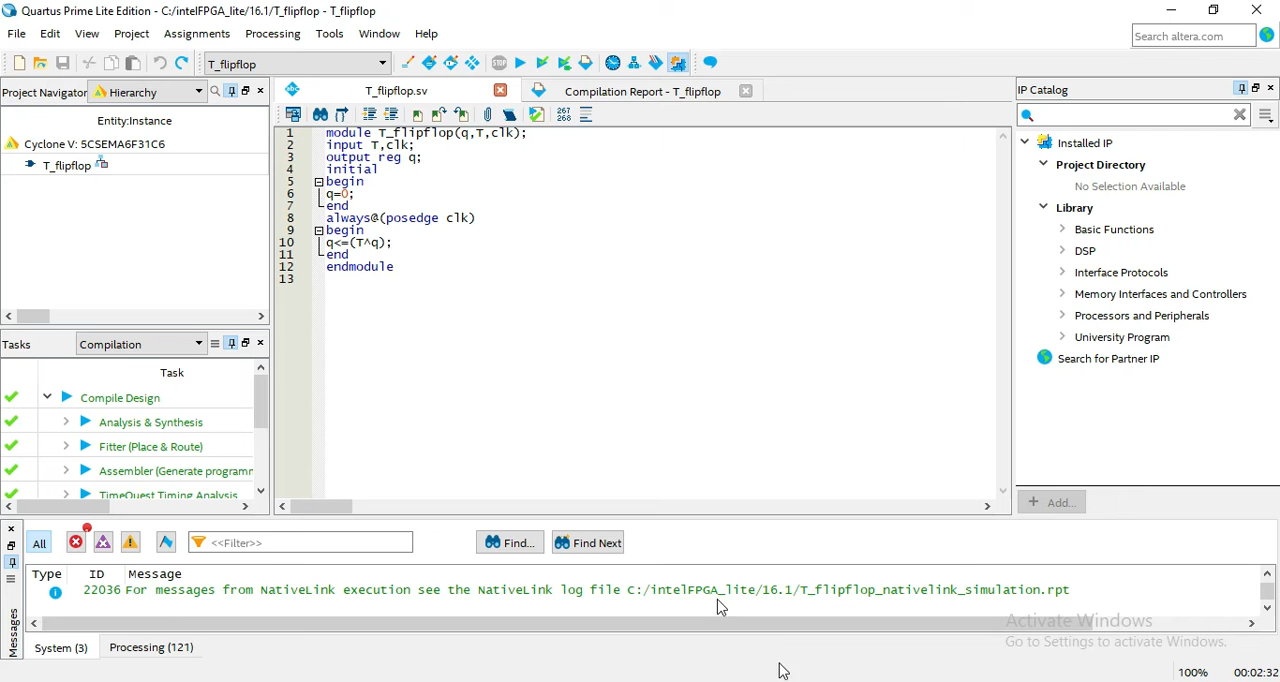 Quartus Prime Lite Edition - C:/intelFPGA_lite/16.1/T_flipflop - T_flipflop
File Edit View Project Assignments Processing Tools Window Help
Search altera.com
T_flipflop
Project Navigator Hierarchy
T_flipflop.sv
Compilation Report - T_flipflop
IP Catalog
Entity:Instance
Cyclone V: 5CSEMA6F31C6
T_flipflop
267
268
1 module T_flipflop(q,T,clk);
2 input T,clk;
3 output reg q;
4 initial
5 begin
6 q=0;
7 end
8 always@(posedge clk)
9 begin
10 q<=(T^q);
11 end
12 endmodule
13
Installed IP
Project Directory
No Selection Available
Library
Basic Functions
DSP
Interface Protocols
Memory Interfaces and Controllers
Processors and Peripherals
University Program
Search for Partner IP
+ Add...
Tasks Compilation
Task
Compile Design
Analysis & Synthesis
Fitter (Place & Route)
Assembler (Generate programm
TimeQuest Timing Analysis
All
<<Filter>>
Find...
Find Next
Type ID Message
22036 For messages from NativeLink execution see the NativeLink log file C:/intelFPGA_lite/16.1/T_flipflop_nativelink_simulation.rpt
Messages
System (3) Processing (121)
Activate Windows
Go to Settings to activate Windows.
100% 00:02:32